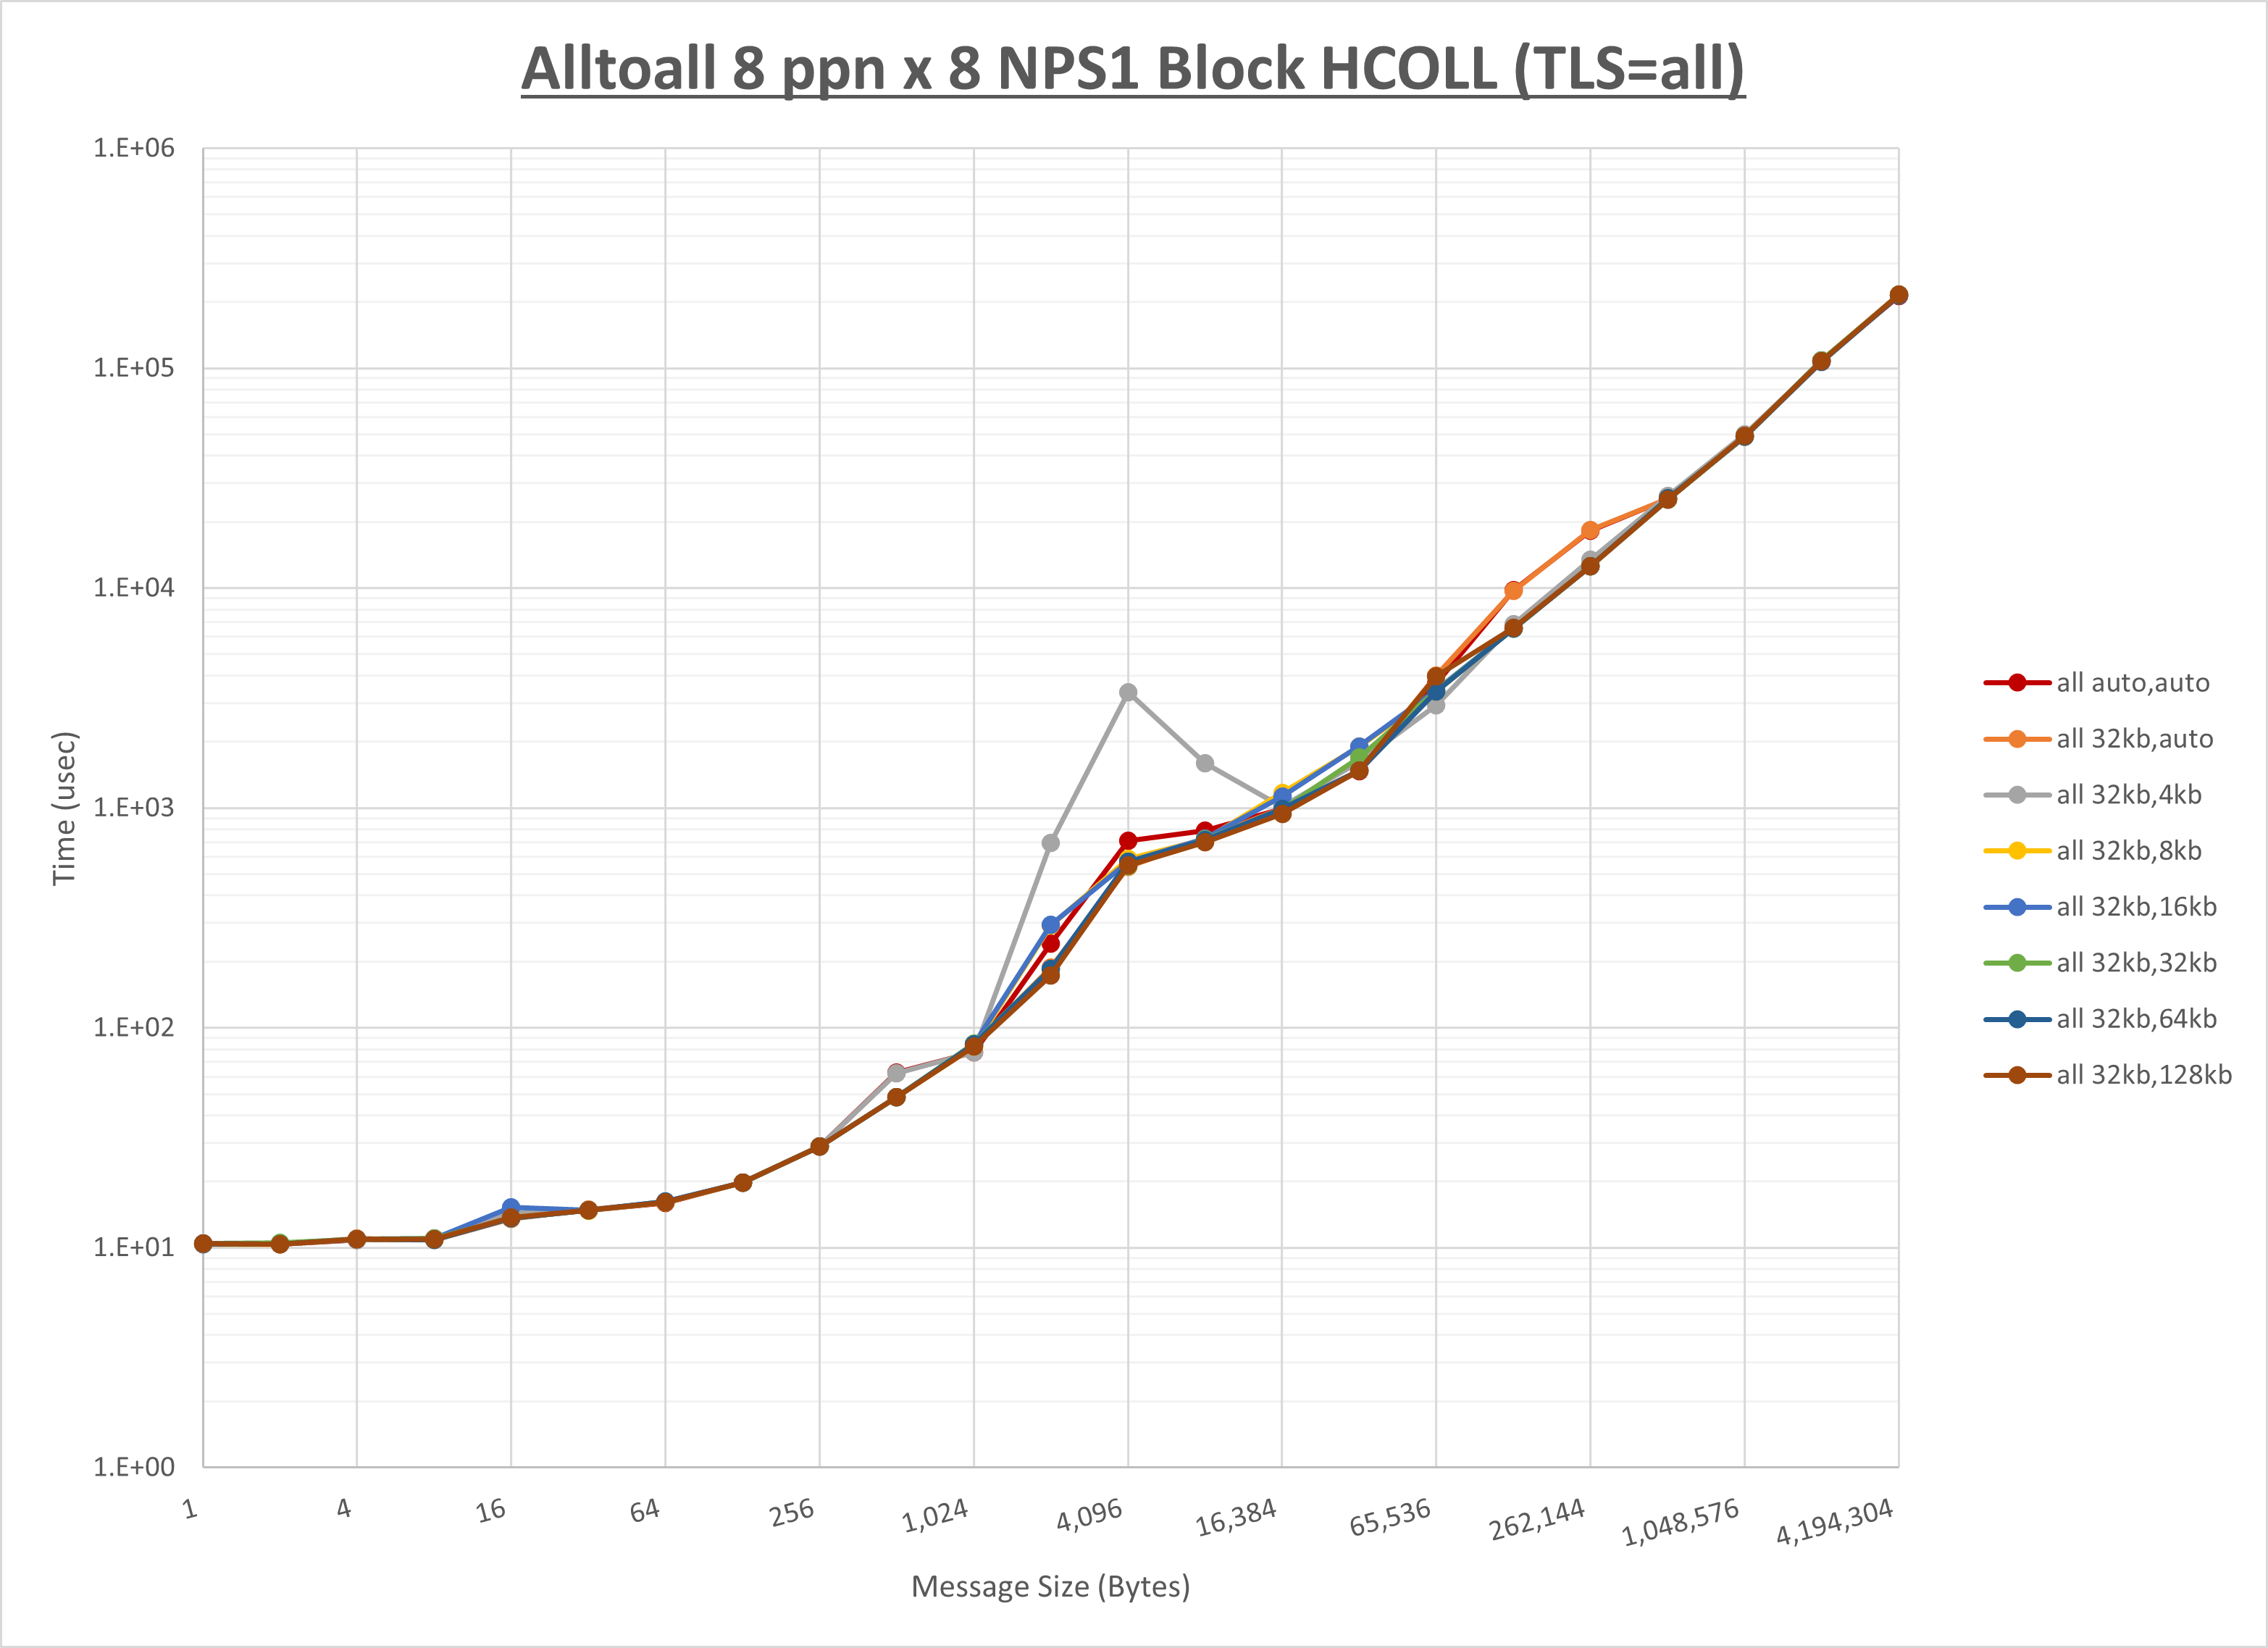 Alltoall 8 ppn x 8 NPS1 Block HCOLL (TLS=all)
1.E+06
1.E+05
1.E+04
1.E+03
1.E+02
1.E+01
1.E+00
Time (usec)
1
4
16
64
256
1,024
4,096
16,384
65,536
262,144
1,048,576
4,194,304
Message Size (Bytes)
all auto,auto
all 32kb,auto
all 32kb,4kb
all 32kb,8kb
all 32kb,16kb
all 32kb,32kb
all 32kb,64kb
all 32kb,128kb